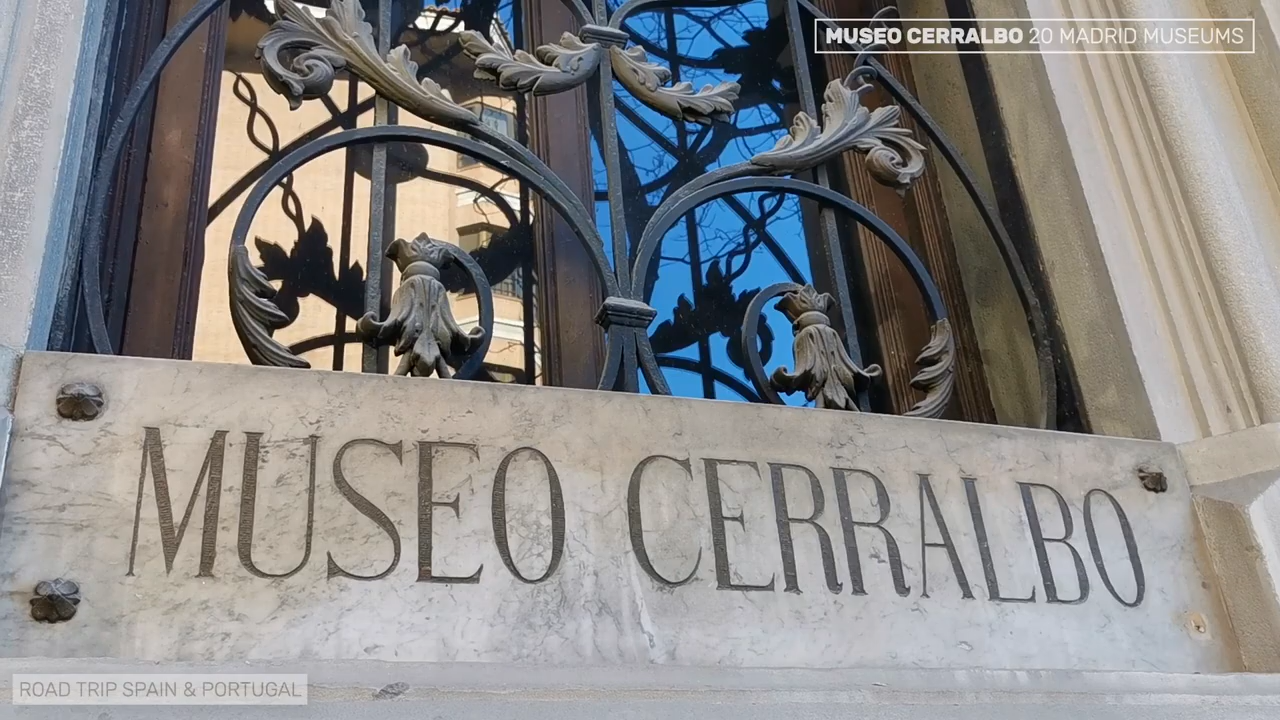 MUSEO CERRALBO 20 MADRID MUSEUMS
MUSEO CERRALBO
ROAD TRIP SPAIN & PORTUGAL